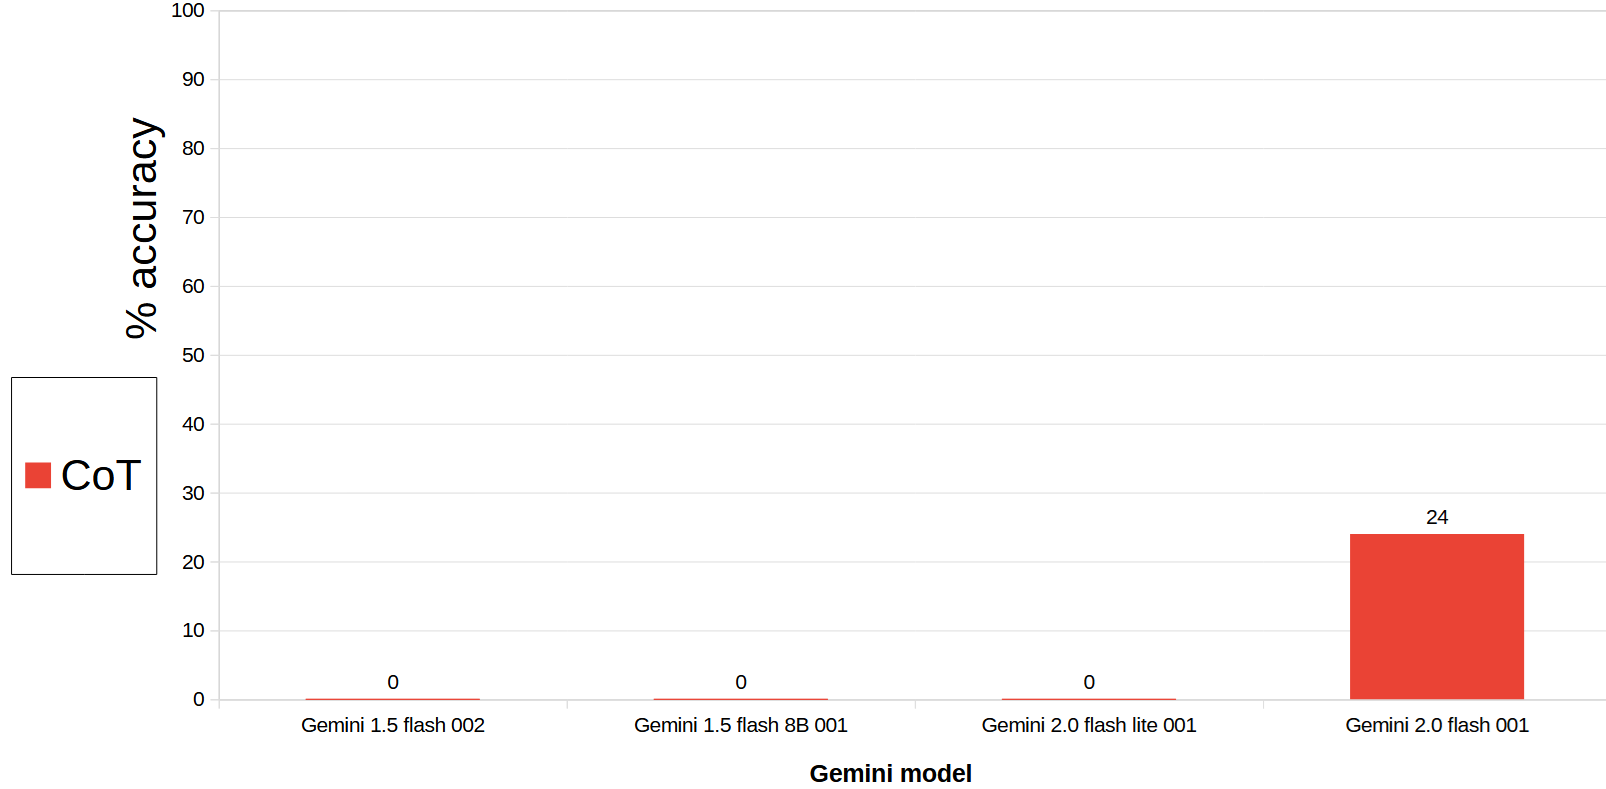 100
90
80
70
60
50
40
30
20
10
0
% accuracy
CoT
0
0
0
24
Gemini 1.5 flash 002
Gemini 1.5 flash 8B 001
Gemini 2.0 flash lite 001
Gemini 2.0 flash 001
Gemini model